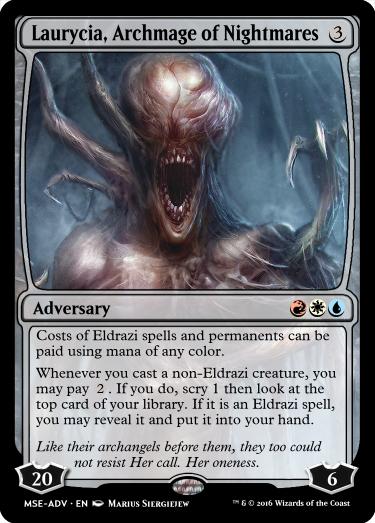 Laurycia, Archmage of Nightmares 3
Adversary
Costs of Eldrazi spells and permanents can be
paid using mana of any color.
Whenever you cast a non-Eldrazi creature, you
may pay 2 . If you do, scry 1 then look at the
top card of your library. If it is an Eldrazi spell,
you may reveal it and put it into your hand.
Like their archangels before them, they too could
not resist Her call. Her oneness.
20
6
MSE-ADV • EN Marius Siergiejew
™ & © 2016 Wizards of the Coast